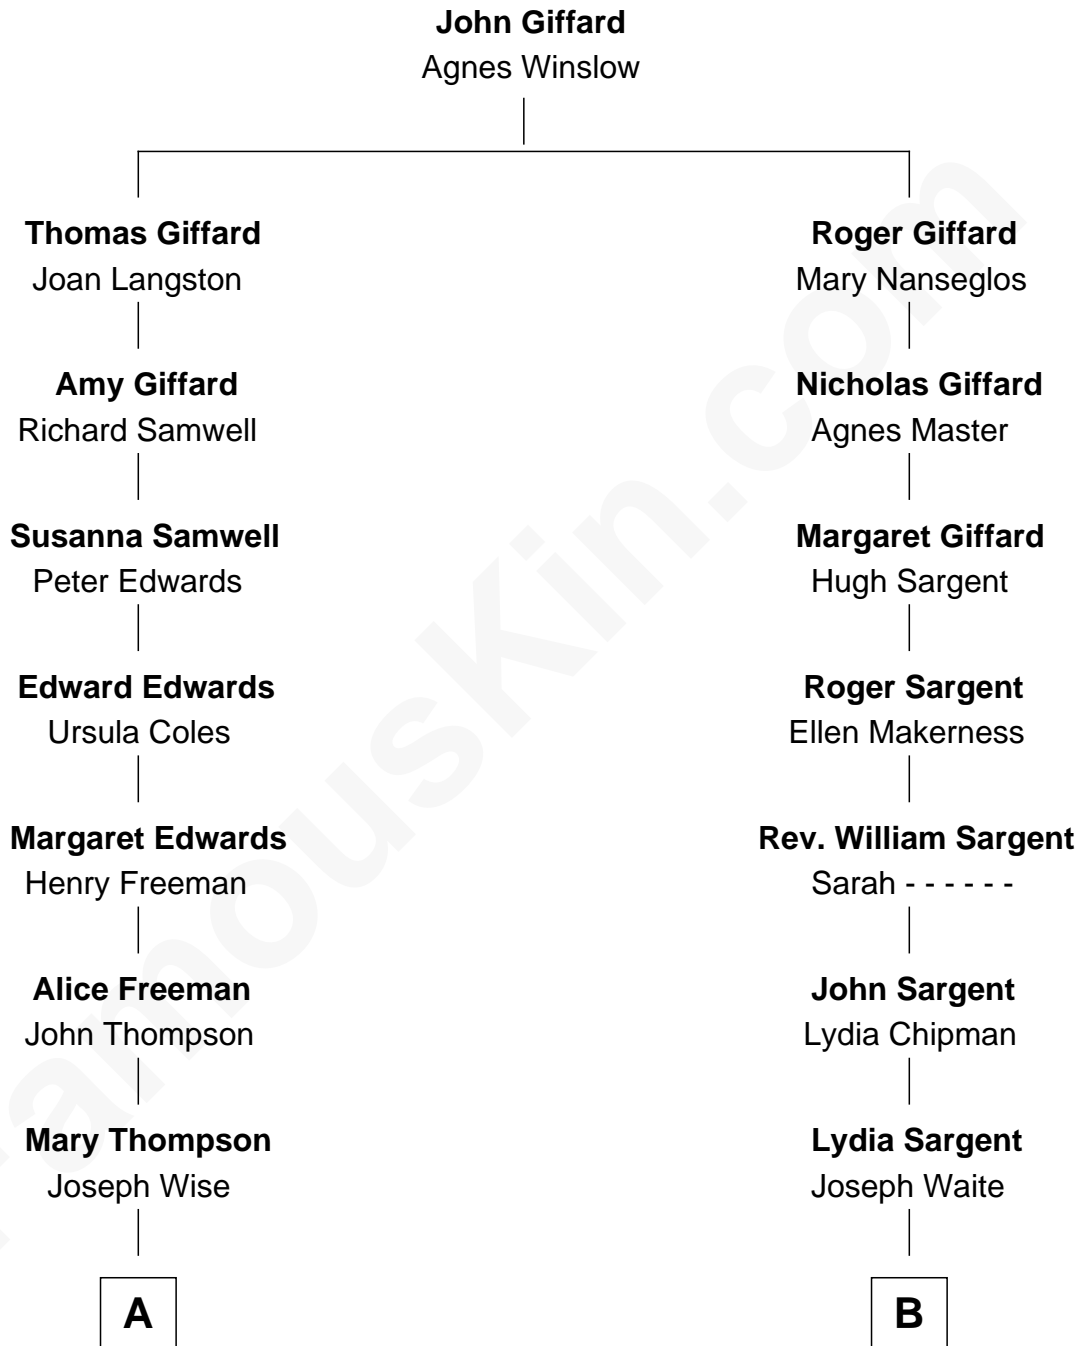 John Giffard
Agnes Winslow
Thomas Giffard
Joan Langston
Roger Giffard
Mary Nanseglos
Amy Giffard
Richard Samwell
Nicholas Giffard
Agnes Master
Susanna Samwell
Peter Edwards
Margaret Giffard
Hugh Sargent
Edward Edwards
Ursula Coles
Roger Sargent
Ellen Makerness
Margaret Edwards
Henry Freeman
Rev. William Sargent
Sarah - - - - - -
Alice Freeman
John Thompson
John Sargent
Lydia Chipman
Mary Thompson
Joseph Wise
Lydia Sargent
Joseph Waite
A
B
FamousKin.com